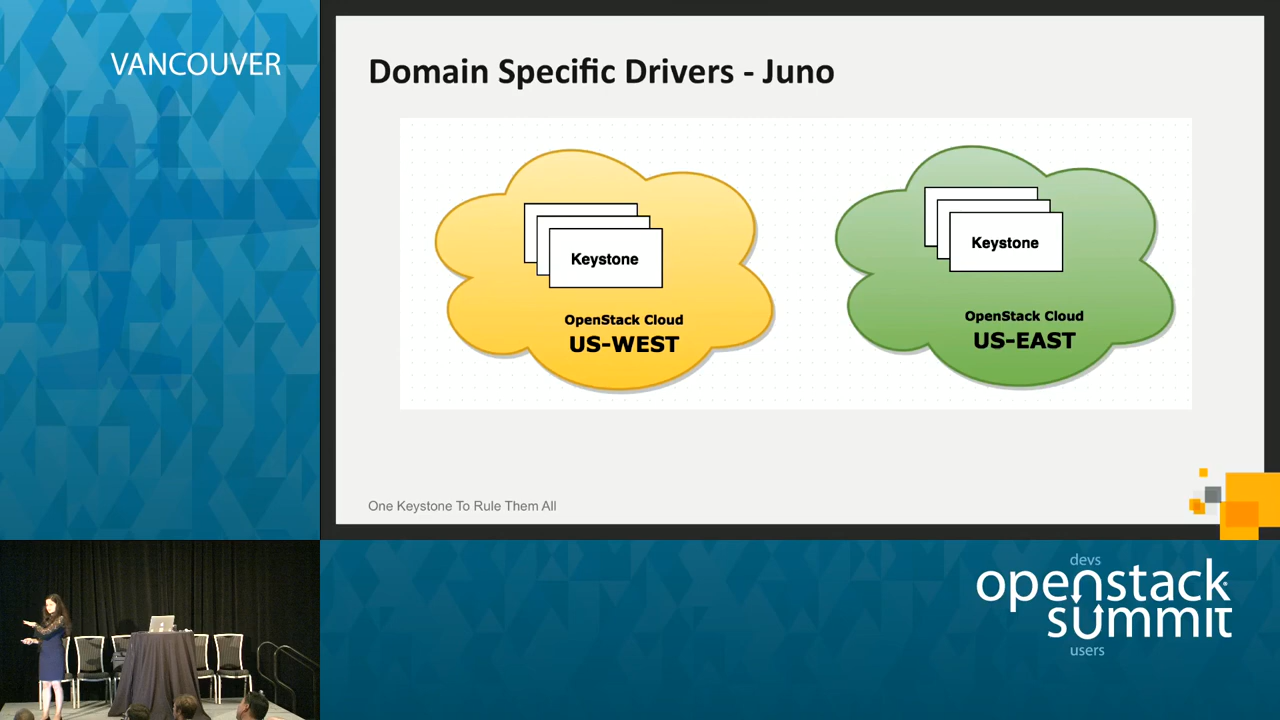 VANCOUVER
Domain Specific Drivers - Juno
Keystone
OpenStack Cloud
US-WEST
Keystone
OpenStack Cloud
US-EAST
One Keystone To Rule Them All
devs
openstack
summit
users